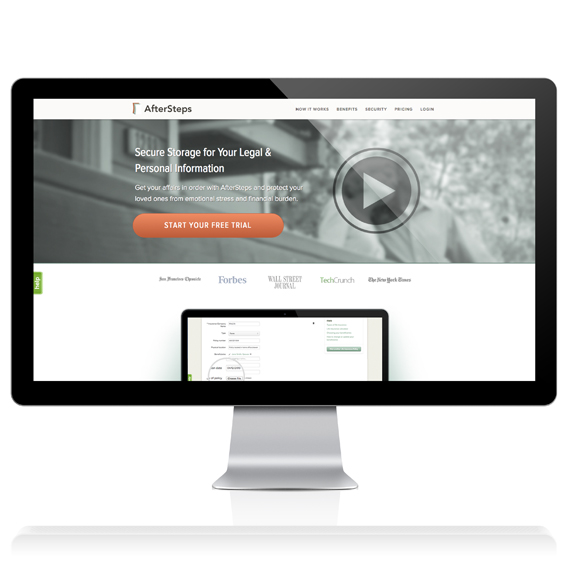 AfterSteps
HOW IT WORKS BENEFITS SECURITY PRICING LOGIN
Secure Storage for Your Legal &
Personal Information
Get your affairs in order with AfterSteps and protect your
loved ones from emotional stress and financial burden.
START YOUR FREE TRIAL
help
San Francisco Chronicle Forbes WALL STREET TechCrunch The New York Times
JOURNAL